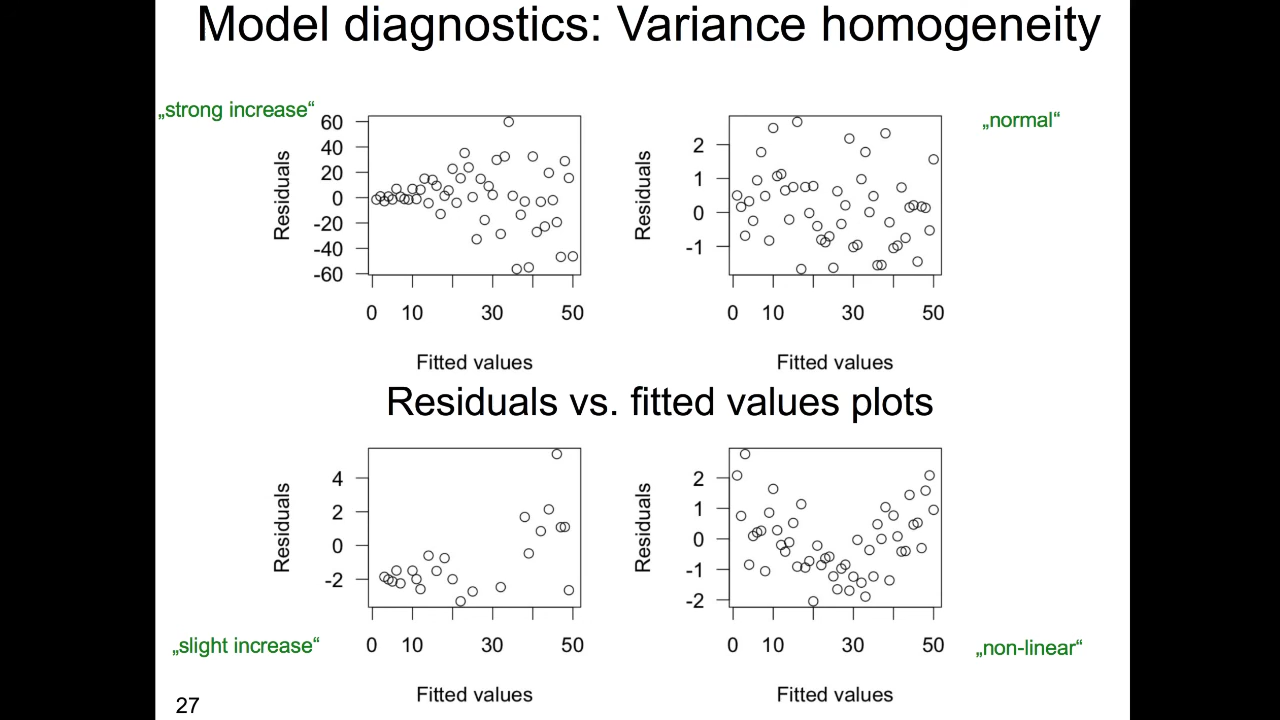 Model diagnostics: Variance homogeneity
„strong increase“
60
40
20
0
-20
-40
-60
Residuals
0 10 30 50
Fitted values
„normal“
2
1
0
-1
Residuals
0 10 30 50
Fitted values
Residuals vs. fitted values plots
4
2
0
-2
Residuals
0 10 30 50
Fitted values
„slight increase“
2
1
0
-1
-2
Residuals
0 10 30 50
Fitted values
„non-linear“
27